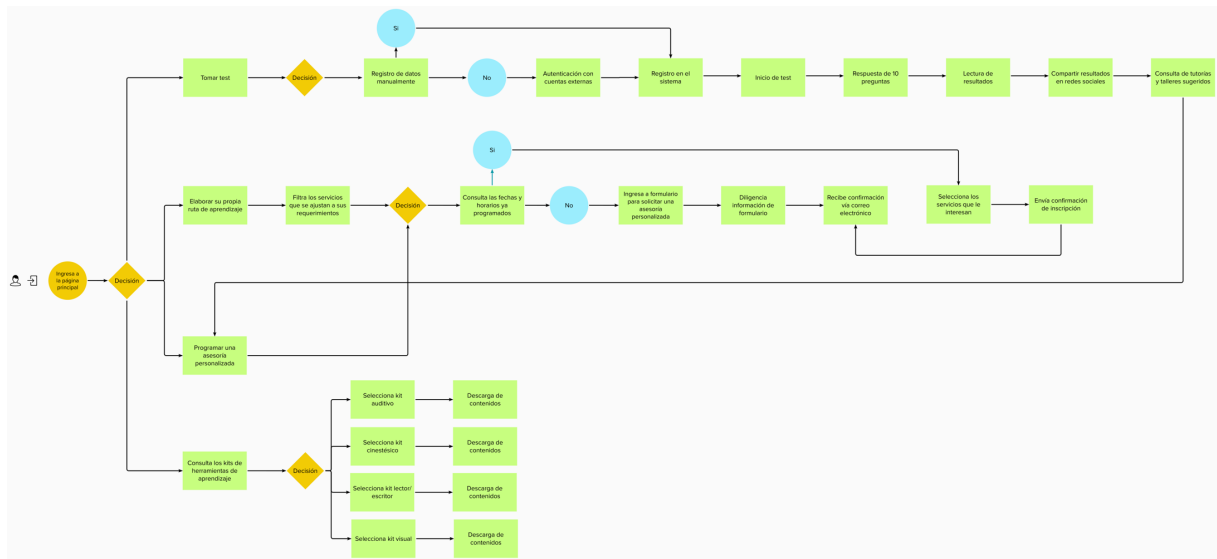 Si
Tomar test
Decisión
Registro de datos
manualmente
No
Autenticación con
cuentas externas
Registro en el
sistema
Inicio de test
Respuesta de 10
preguntas
Lectura de
resultados
Compartir resultados
en redes sociales
Consulta de tutorías
y talleres sugeridos
Si
Elaborar su propia
ruta de aprendizaje
Filtra los servicios
que se ajustan a sus
requerimientos
Decisión
Consulta las fechas y
horarios ya
programados
No
Ingresa a formulario
para solicitar una
asesoría
personalizada
Diligencia
información de
formulario
Recibe confirmación
vía correo
electrónico
Selecciona los
servicios que le
interesan
Envía confirmación
de inscripción
Ingresa a
la página
principal
Decisión
Programar una
asesoría
personalizada
Selecciona kit
auditivo
Descarga de
contenidos
Selecciona kit
cinestésico
Descarga de
contenidos
Consulta los kits de
herramientas de
aprendizaje
Decisión
Selecciona kit lector/
escritor
Descarga de
contenidos
Selecciona kit visual
Descarga de
contenidos